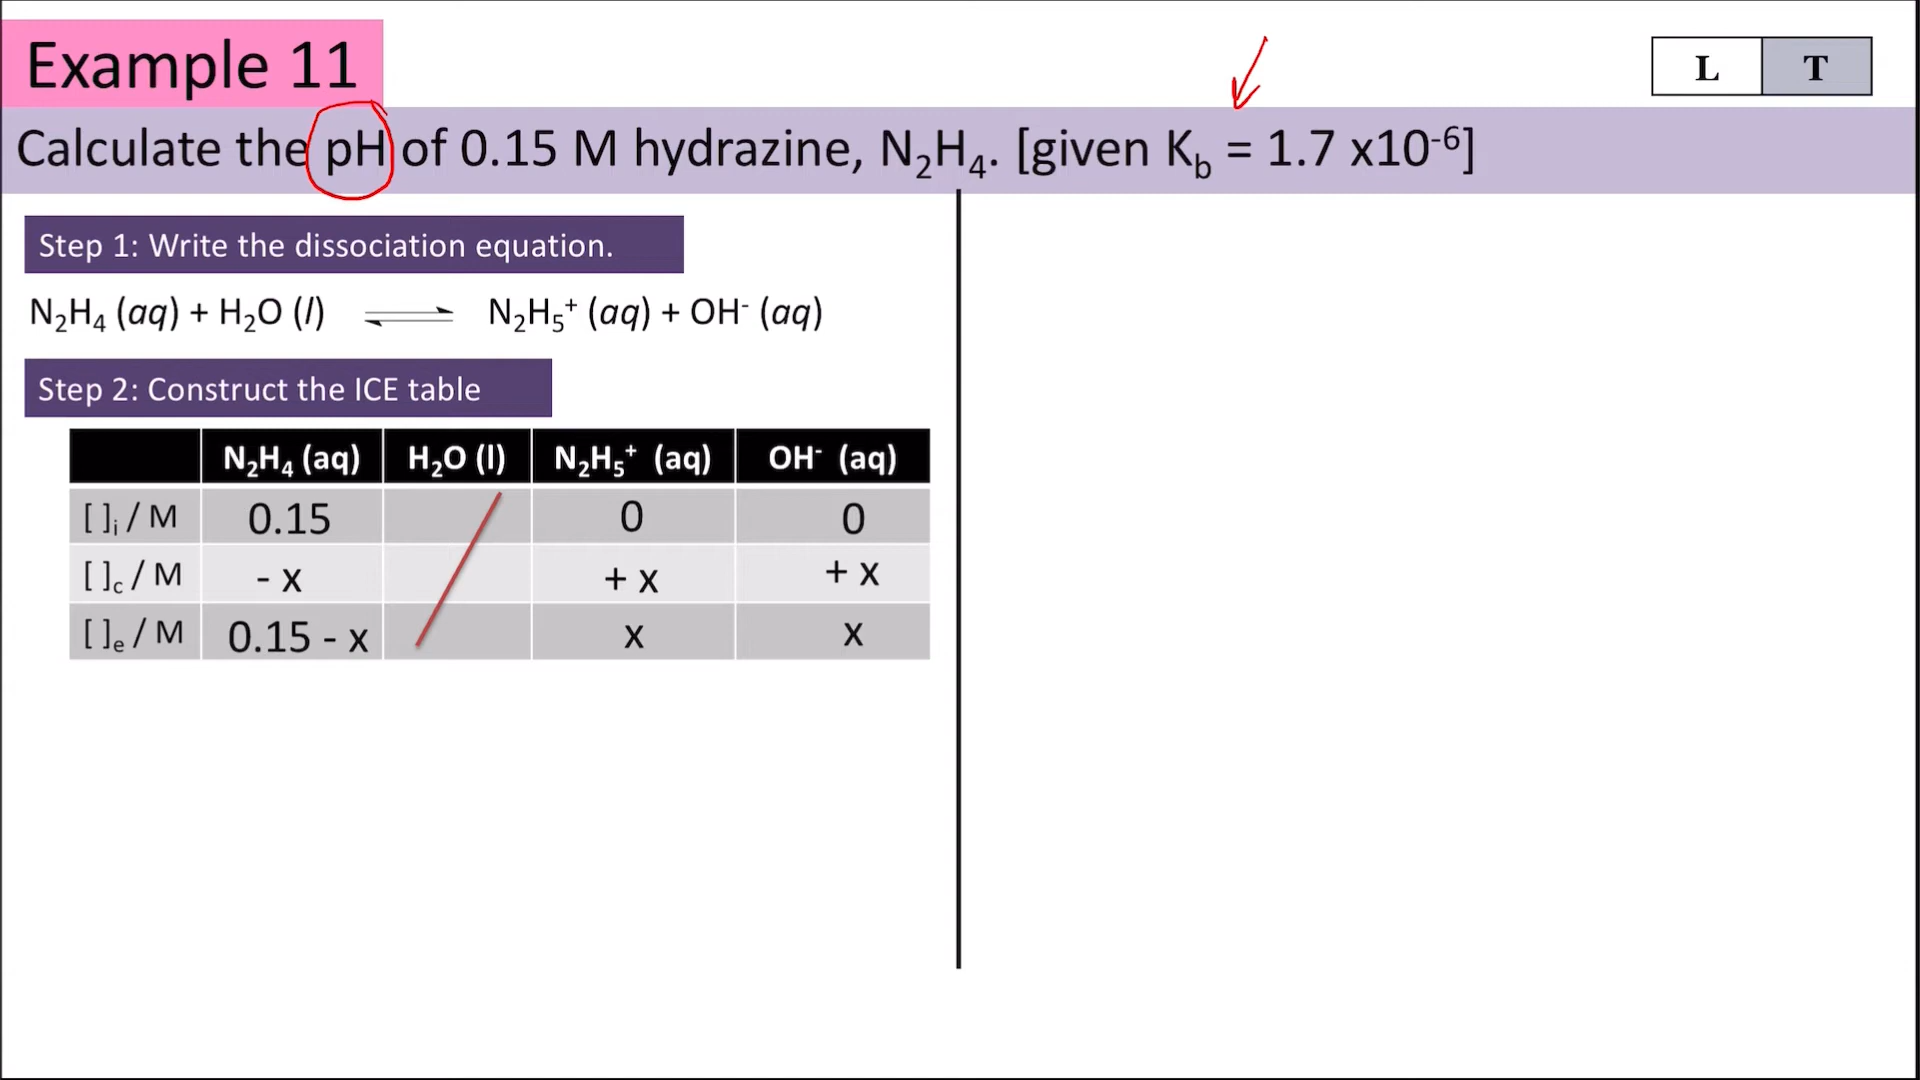 Example 11
L T
Calculate the pH of 0.15 M hydrazine, N₂H₄. [given K_b = 1.7 x10⁻⁶]
Step 1: Write the dissociation equation.
N₂H₄ (aq) + H₂O (l) ⇌ N₂H₅⁺ (aq) + OH⁻ (aq)
Step 2: Construct the ICE table
N₂H₄ (aq) H₂O (l) N₂H₅⁺ (aq) OH⁻ (aq)
[ ]ᵢ / M 0.15 0 0
[ ]_c / M - x + x + x
[ ]ₑ / M 0.15 - x x x